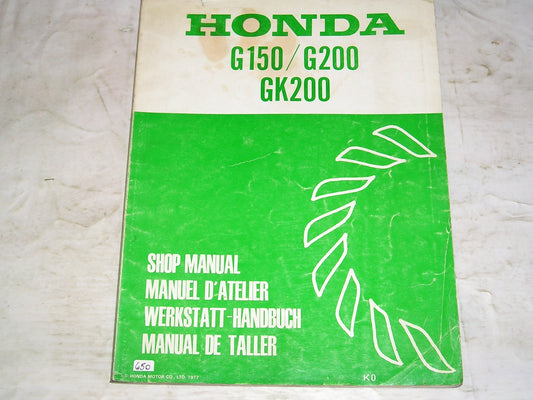 HONDA
G150/G200
GK200
SHOP MANUAL
MANUEL D'ATELIER
WERKSTATT-HANDBUCH
MANUAL DE TALLER
650
© HONDA MOTOR CO., LTD. 1977
K0